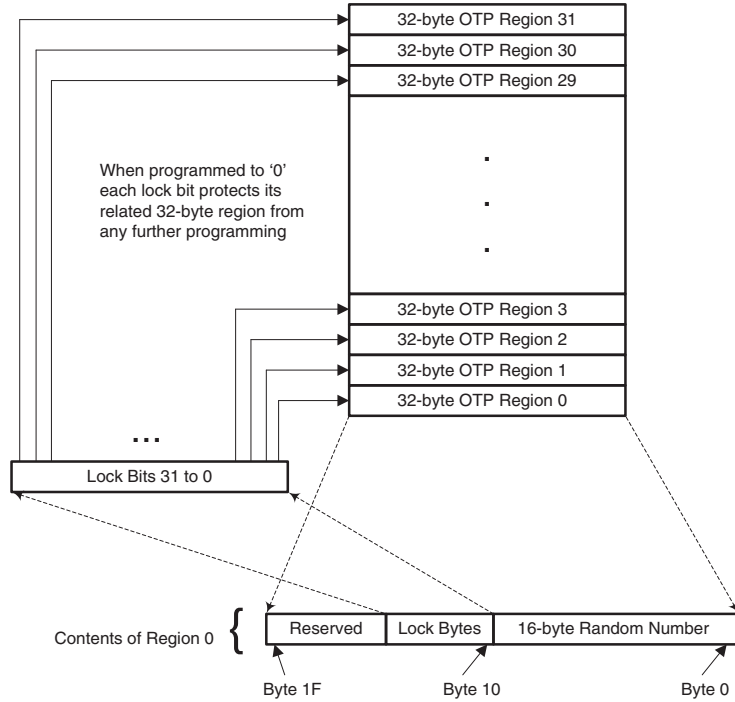 32-byte OTP Region 31
32-byte OTP Region 30
32-byte OTP Region 29
.
.
.
When programmed to ‘0’
each lock bit protects its
related 32-byte region from
any further programming
32-byte OTP Region 3
32-byte OTP Region 2
32-byte OTP Region 1
32-byte OTP Region 0
...
Lock Bits 31 to 0
Contents of Region 0 {
Reserved
Lock Bytes
16-byte Random Number
Byte 1F
Byte 10
Byte 0